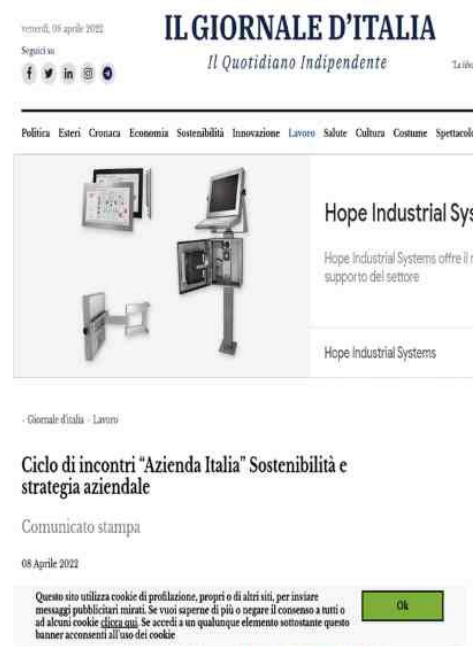 venerdì, 08 aprile 2022
IL GIORNALE D'ITALIA
Seguici su
Il Quotidiano Indipendente
Politica Esteri Cronaca Economia Sostenibilità Innovazione Lavoro Salute Cultura Costume Spettacolo
Hope Industrial Sys
Hope Industrial Systems offre il
supporto del settore
Hope Industrial Systems
Giornale d'italia Lavoro
Ciclo di incontri “Azienda Italia” Sostenibilità e
strategia aziendale
Comunicato stampa
08 Aprile 2022
Questo sito utilizza cookie di profilazione, propri o di altri siti, per inviare
messaggi pubblicitari mirati. Se vuoi saperne di più o negare il consenso a tutti o
ad alcuni cookie clicca qui. Se accedi a un qualunque elemento sottostante questo
banner acconsenti all'uso dei cookie
Ok